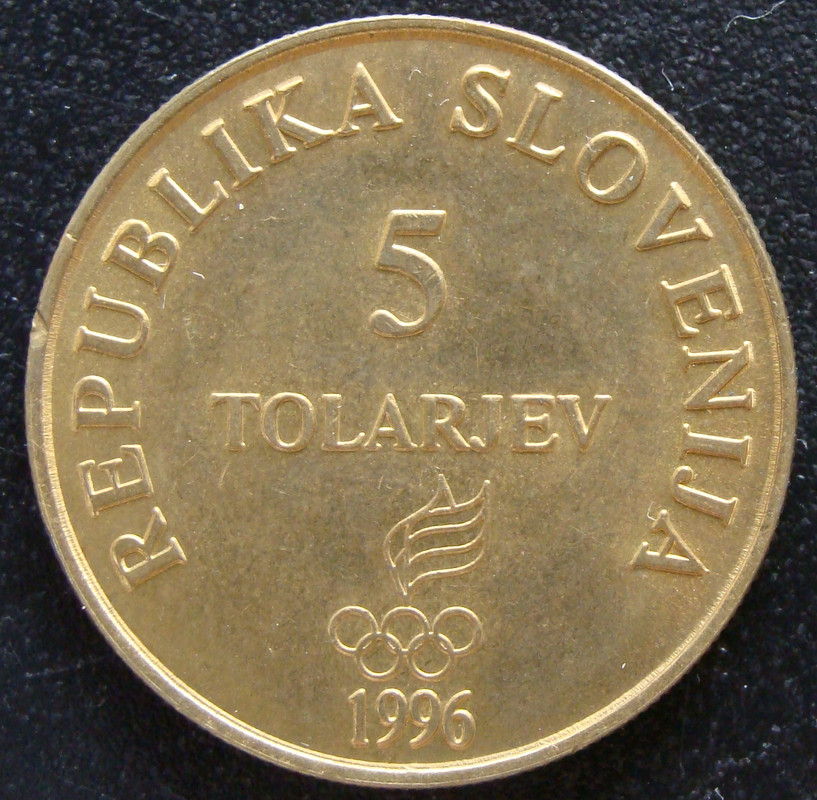 REPUBLIKA SLOVENIJA
5
TOLARJEV
1996